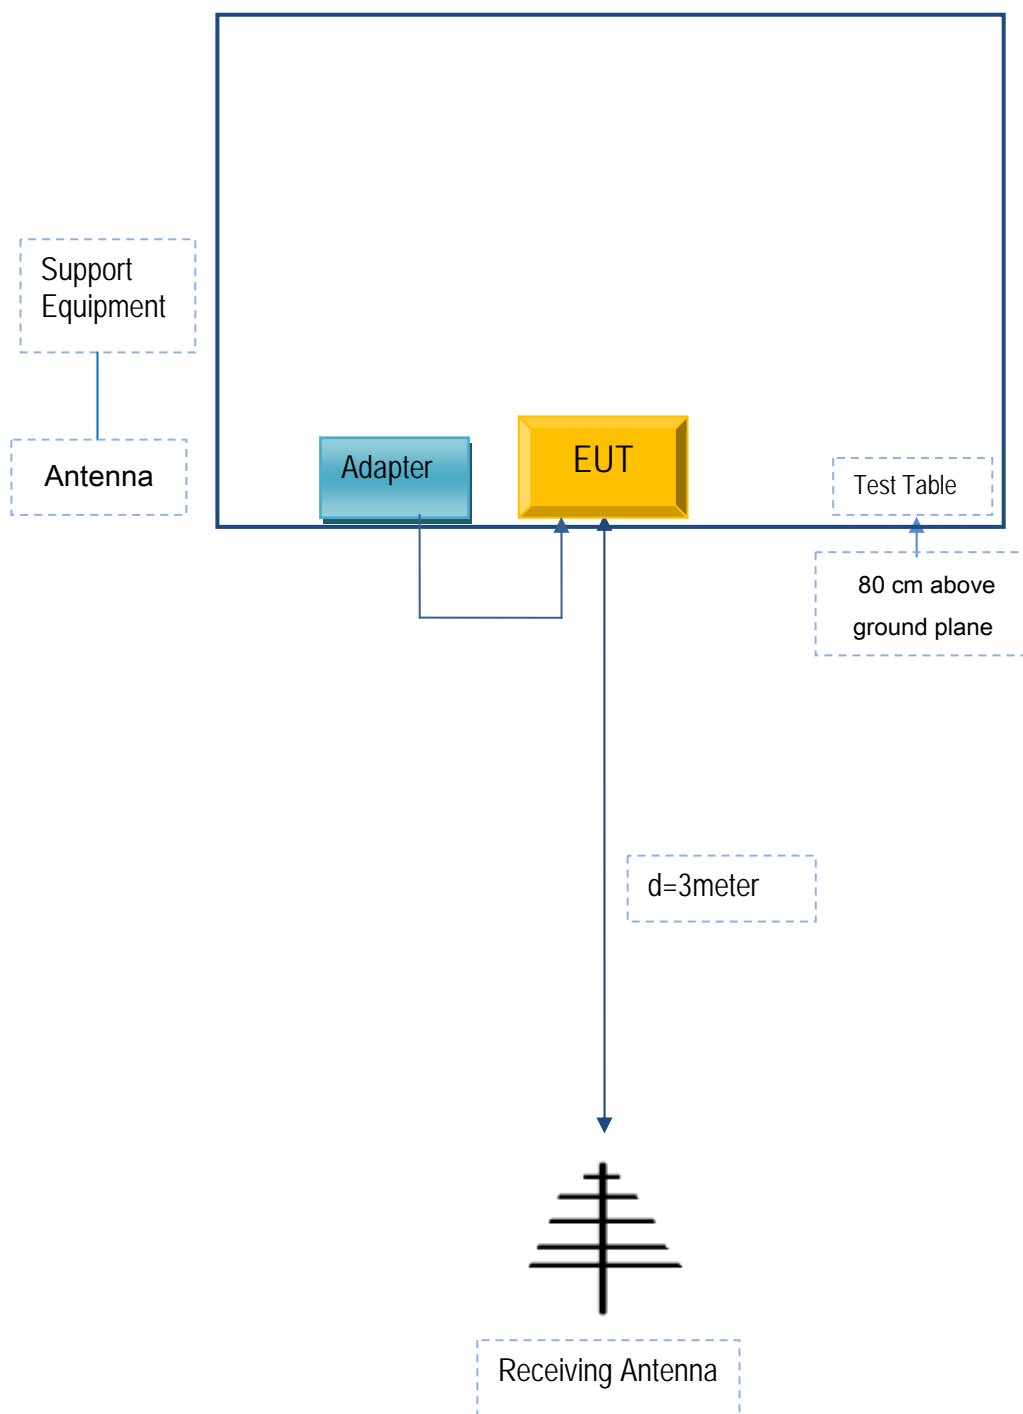 Support
Equipment
Antenna
Adapter
EUT
Test Table
80 cm above
ground plane
d=3meter
Receiving Antenna